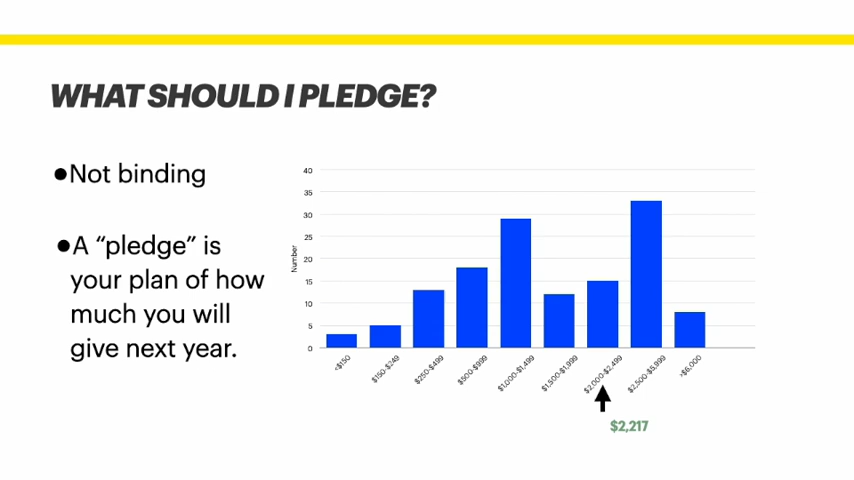 WHAT SHOULD I PLEDGE?
●Not binding
●A “pledge” is
your plan of how
much you will
give next year.
40
35
30
25
20
15
10
5
0
Number
<$150
$150-$249
$250-$499
$500-$999
$1,000-$1,499
$1,500-$1,999
$2,000-$2,499
$2,500-$5,999
>$6,000
$2,217